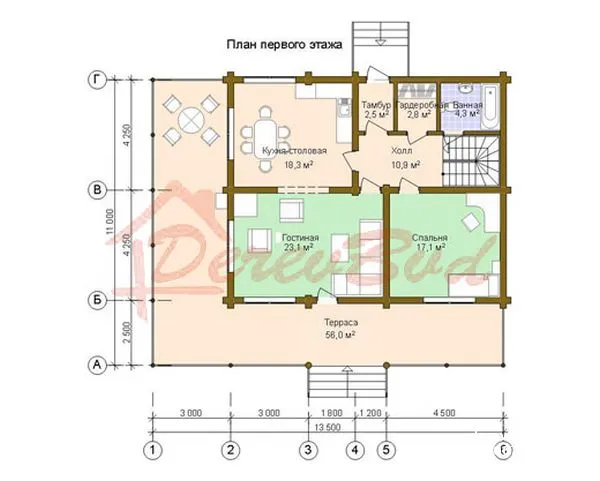 План первого этажа
Г
В
Б
А
4 250
4 250
2 500
11 000
Тамбур
2,5 м²
Гардеробная
2,8 м²
Ванная
4,3 м²
Кухня-столовая
18,3 м²
Холл
10,9 м²
DerevBud
Гостиная
23,1 м²
Спальня
17,1 м²
Терраса
56,0 м²
3 000
3 000
1 800
1 200
4 500
13 500
1
2
3
4
5
6